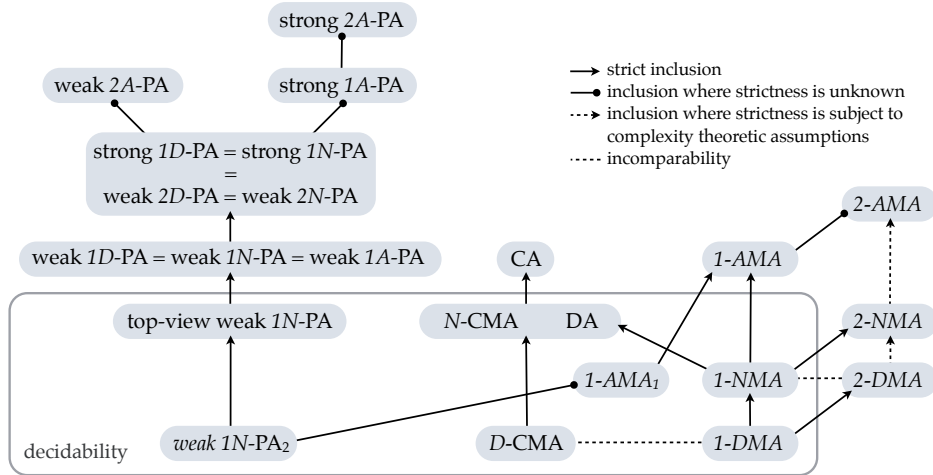 strong 2A-PA
weak 2A-PA
strong 1A-PA
strict inclusion
inclusion where strictness is unknown
inclusion where strictness is subject to
complexity theoretic assumptions
incomparability
strong 1D-PA = strong 1N-PA
=
weak 2D-PA = weak 2N-PA
2-AMA
weak 1D-PA = weak 1N-PA = weak 1A-PA
CA
1-AMA
top-view weak 1N-PA
N-CMA DA
2-NMA
1-AMA₁
1-NMA
2-DMA
weak 1N-PA₂
D-CMA
1-DMA
decidability